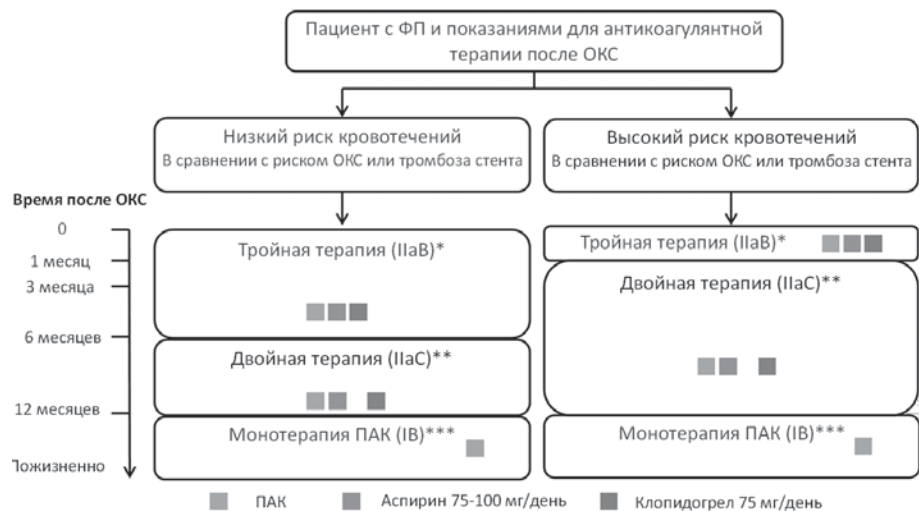 Пациент с ФП и показаниями для антикоагулянтной
терапии после ОКС
Низкий риск кровотечений
В сравнении с риском ОКС или тромбоза стента
Высокий риск кровотечений
В сравнении с риском ОКС или тромбоза стента
Время после ОКС
0
1 месяц
3 месяца
6 месяцев
12 месяцев
Пожизненно
Тройная терапия (IIaB)*
Двойная терапия (IIaC)**
Монотерапия ПАК (IB)***
Тройная терапия (IIaB)*
Двойная терапия (IIaC)**
Монотерапия ПАК (IB)***
ПАК
Аспирин 75-100 мг/день
Клопидогрел 75 мг/день